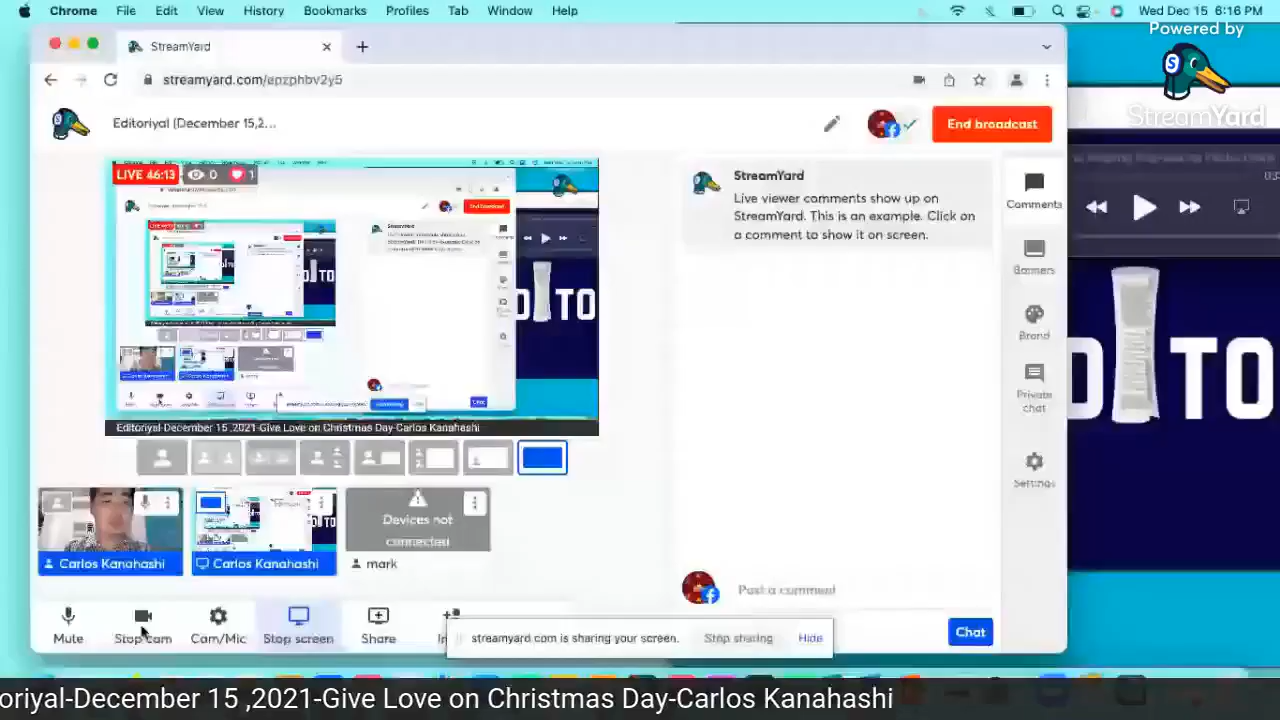 Chrome File Edit View History Bookmarks Profiles Tab Window Help Wed Dec 15 6:16 PM
Powered by
StreamYard
StreamYard
streamyard.com/epzphbv2y5
Editoriyal (December 15,2...
End broadcast
LIVE 46:13 0 1
Editoriyal-December 15 ,2021-Give Love on Christmas Day-Carlos Kanahashi
StreamYard
Live viewer comments show up on
StreamYard. This is an example. Click on
a comment to show it on screen.
Comments
Banners
Brand
Private
chat
Settings
TO
Devices not
connected
Carlos Kanahashi
Carlos Kanahashi
mark
Post a comment
Chat
Mute
Stop cam
Cam/Mic
Stop screen
Share
streamyard.com is sharing your screen. Stop sharing Hide
oriyal-December 15 ,2021-Give Love on Christmas Day-Carlos Kanahashi